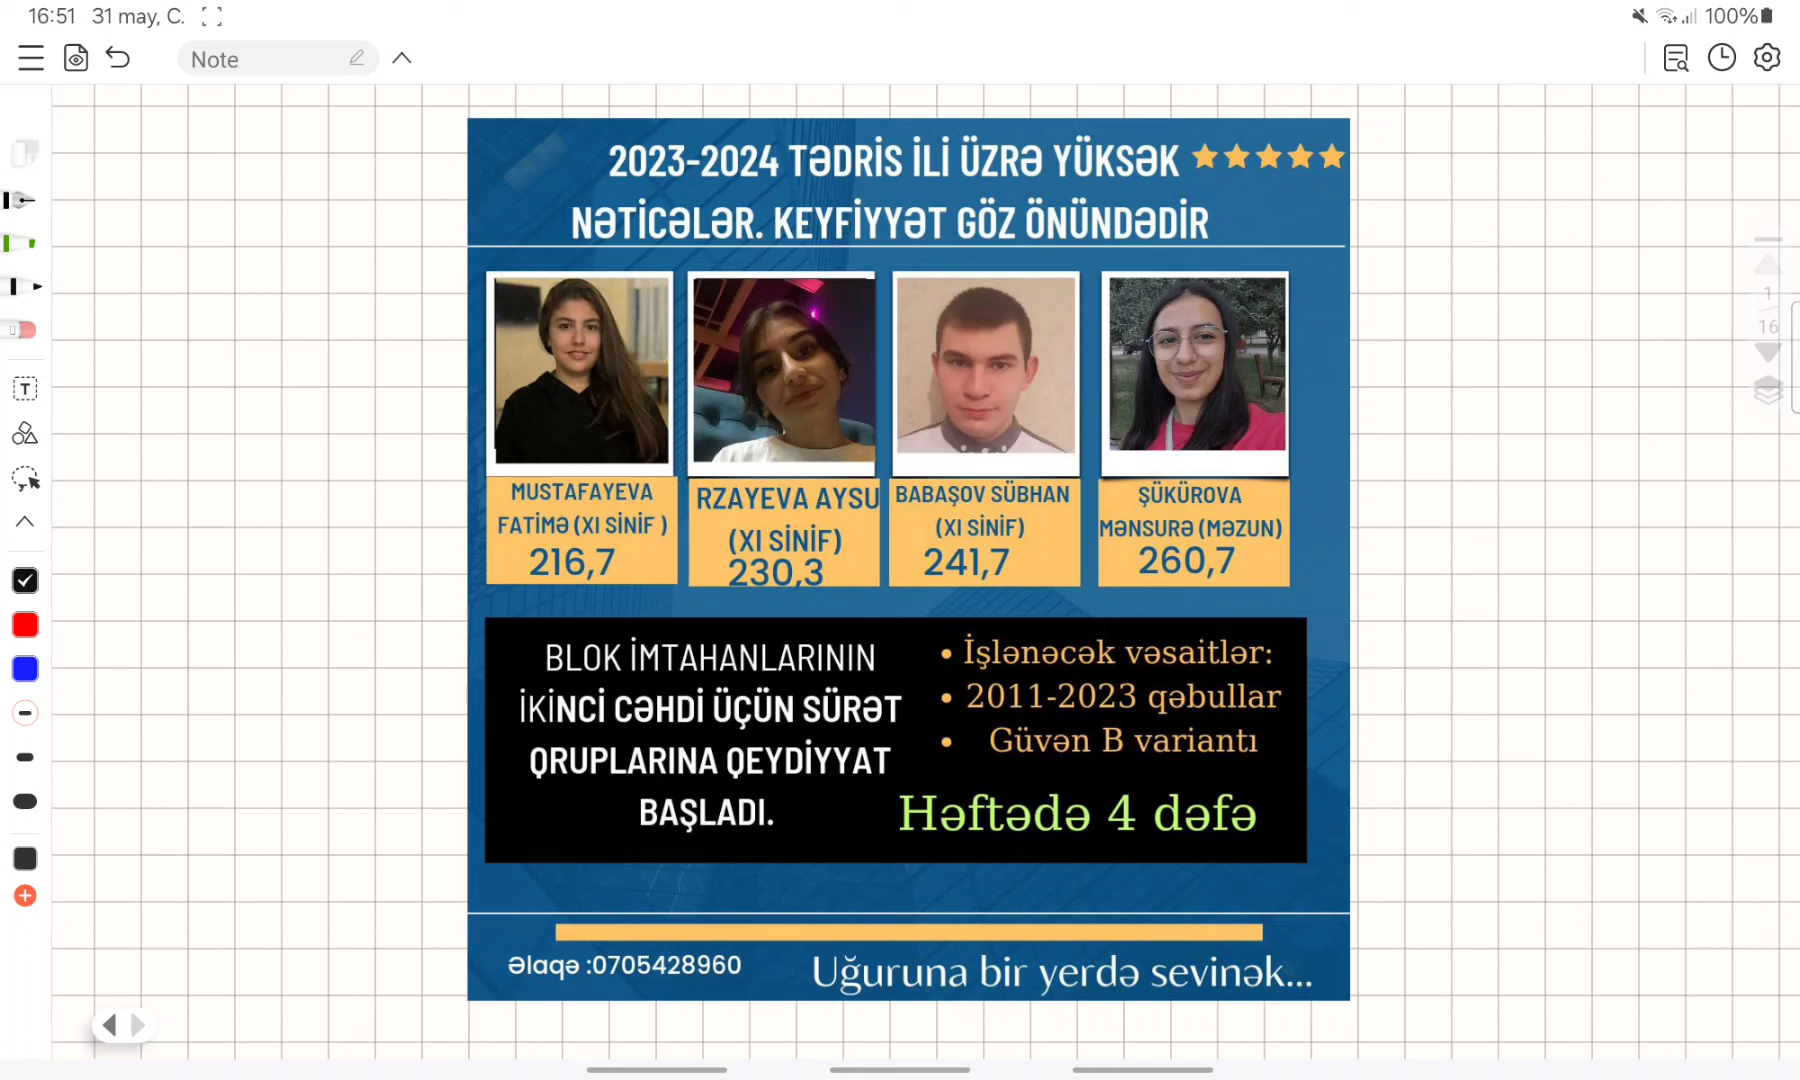 16:51 31 may, C.
100%
Note
2023-2024 TƏDRİS İLİ ÜZRƏ YÜKSƏK
NƏTİCƏLƏR. KEYFİYYƏT GÖZ ÖNÜNDƏDİR
MUSTAFAYEVA
FATİMƏ (XI SİNİF )
216,7
RZAYEVA AYSU
(XI SİNİF)
230,3
BABAŞOV SÜBHAN
(XI SİNİF)
241,7
ŞÜKÜROVA
MƏNSURƏ (MƏZUN)
260,7
1
16
T
BLOK İMTAHANLARININ
İKİNCİ CƏHDİ ÜÇÜN SÜRƏT
QRUPLARINA QEYDİYYAT
BAŞLADI.
• İşlənəcək vəsaitlər:
• 2011-2023 qəbullar
• Güvən B variantı
Həftədə 4 dəfə
Əlaqə :0705428960
Uğuruna bir yerdə sevinək...